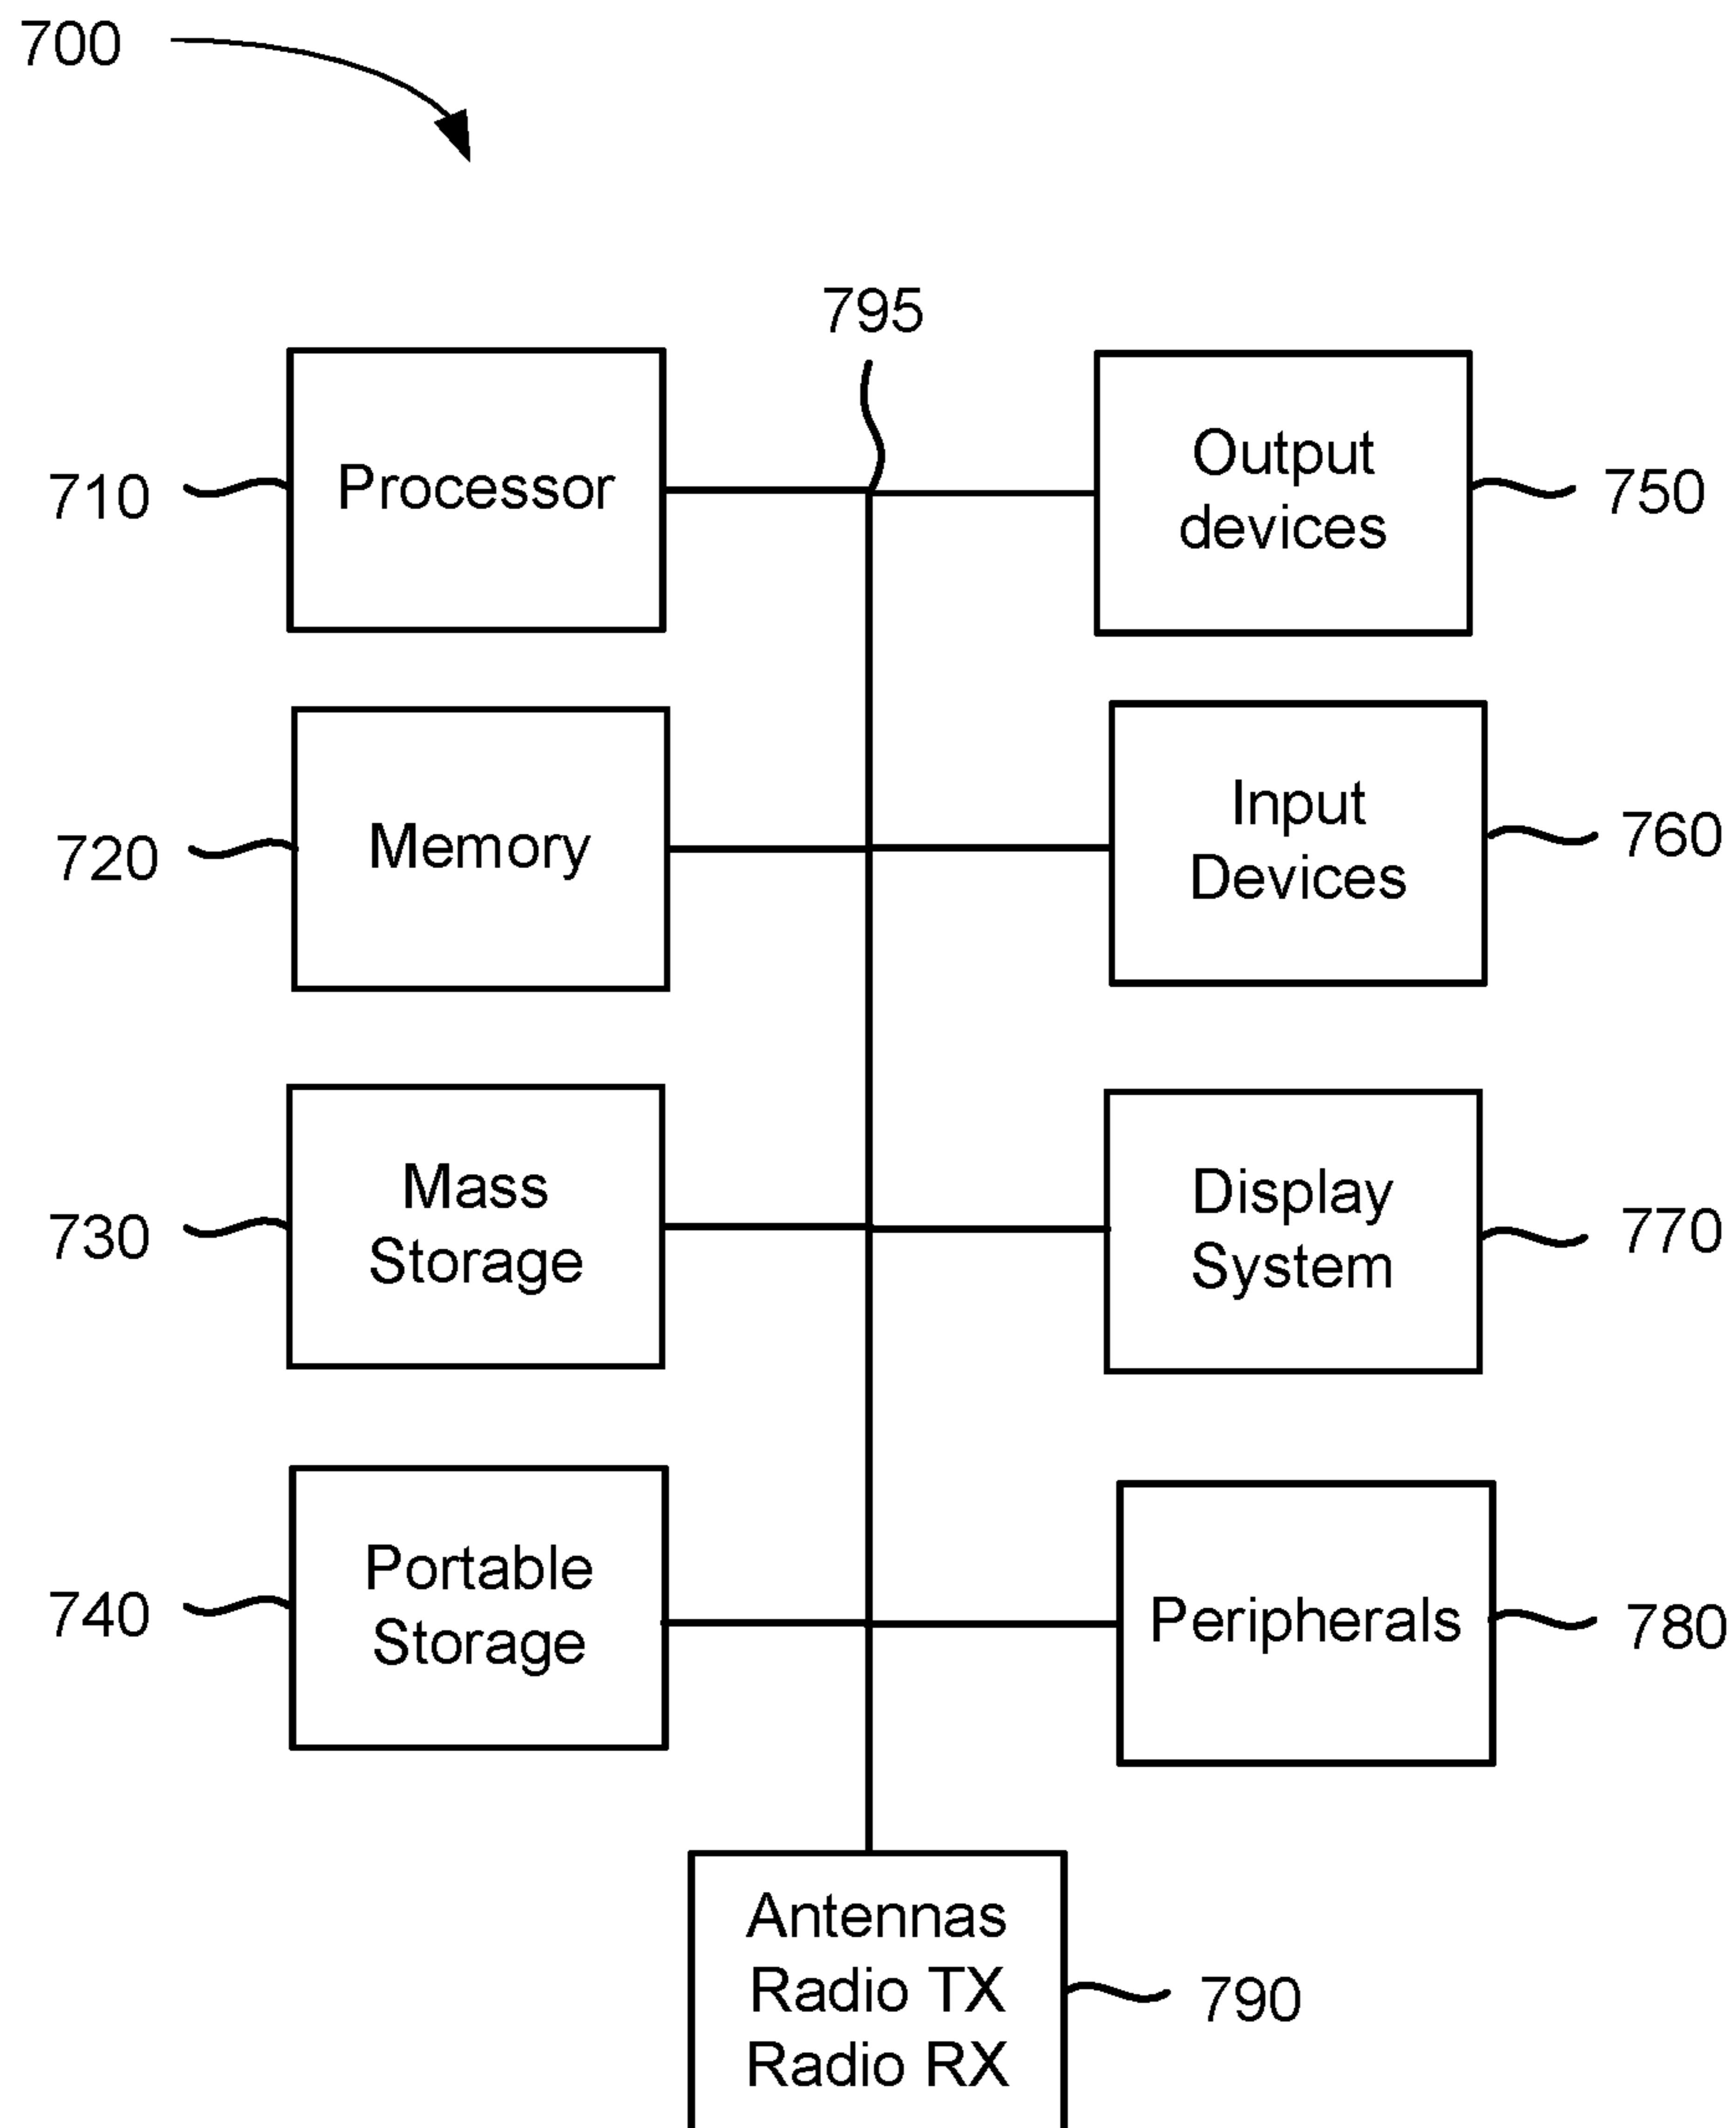 700
795
710
Processor
Output
devices
750
720
Memory
Input
Devices
760
730
Mass
Storage
Display
System
770
740
Portable
Storage
Peripherals
780
Antennas
Radio TX
Radio RX
790